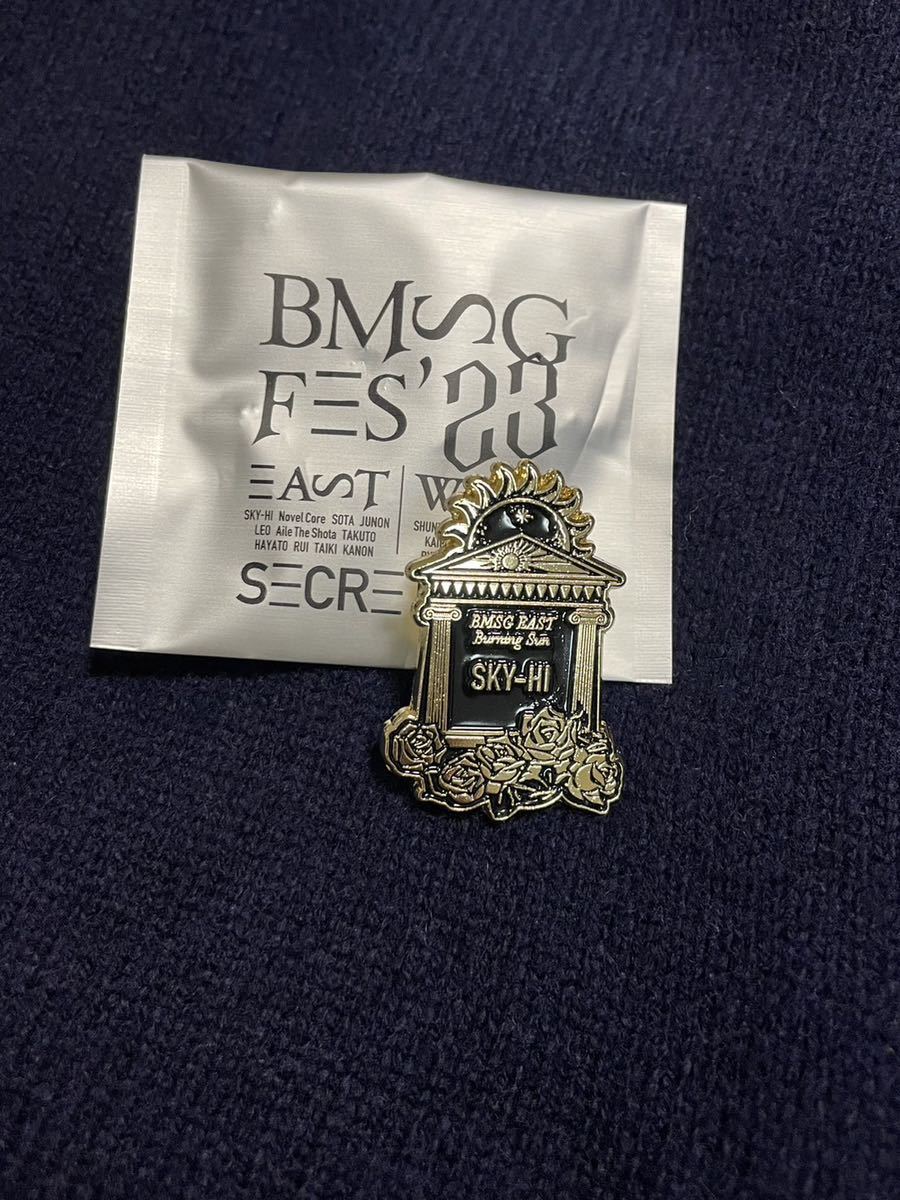 BMSG
FES'23
EAST
SKY-HI Novel Core SOTA JUNON
LEO Aile The Shota TAKUTO
HAYATO RUI TAIKI KANON
SECRE
BMSG EAST
Burning Sun
SKY-HI